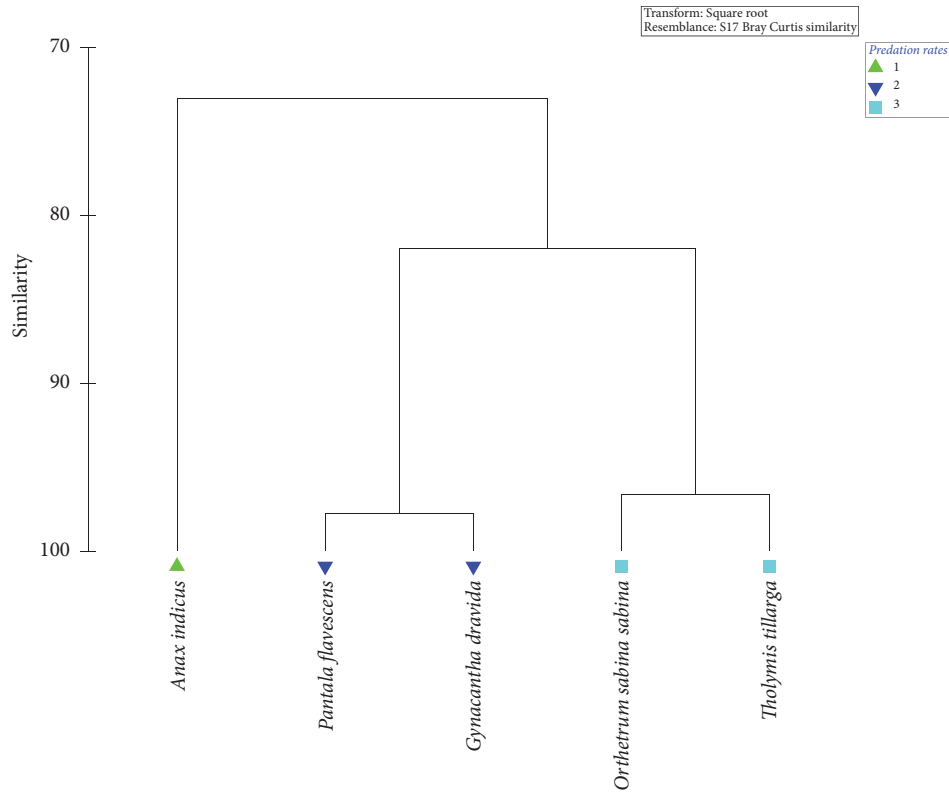 Transform: Square root
Resemblance: S17 Bray Curtis similarity
Predation rates
1
2
3
70
80
90
100
Similarity
Anax indicus
Pantala flavescens
Gynacantha dravida
Orthetrum sabina sabina
Tholymis tillarga